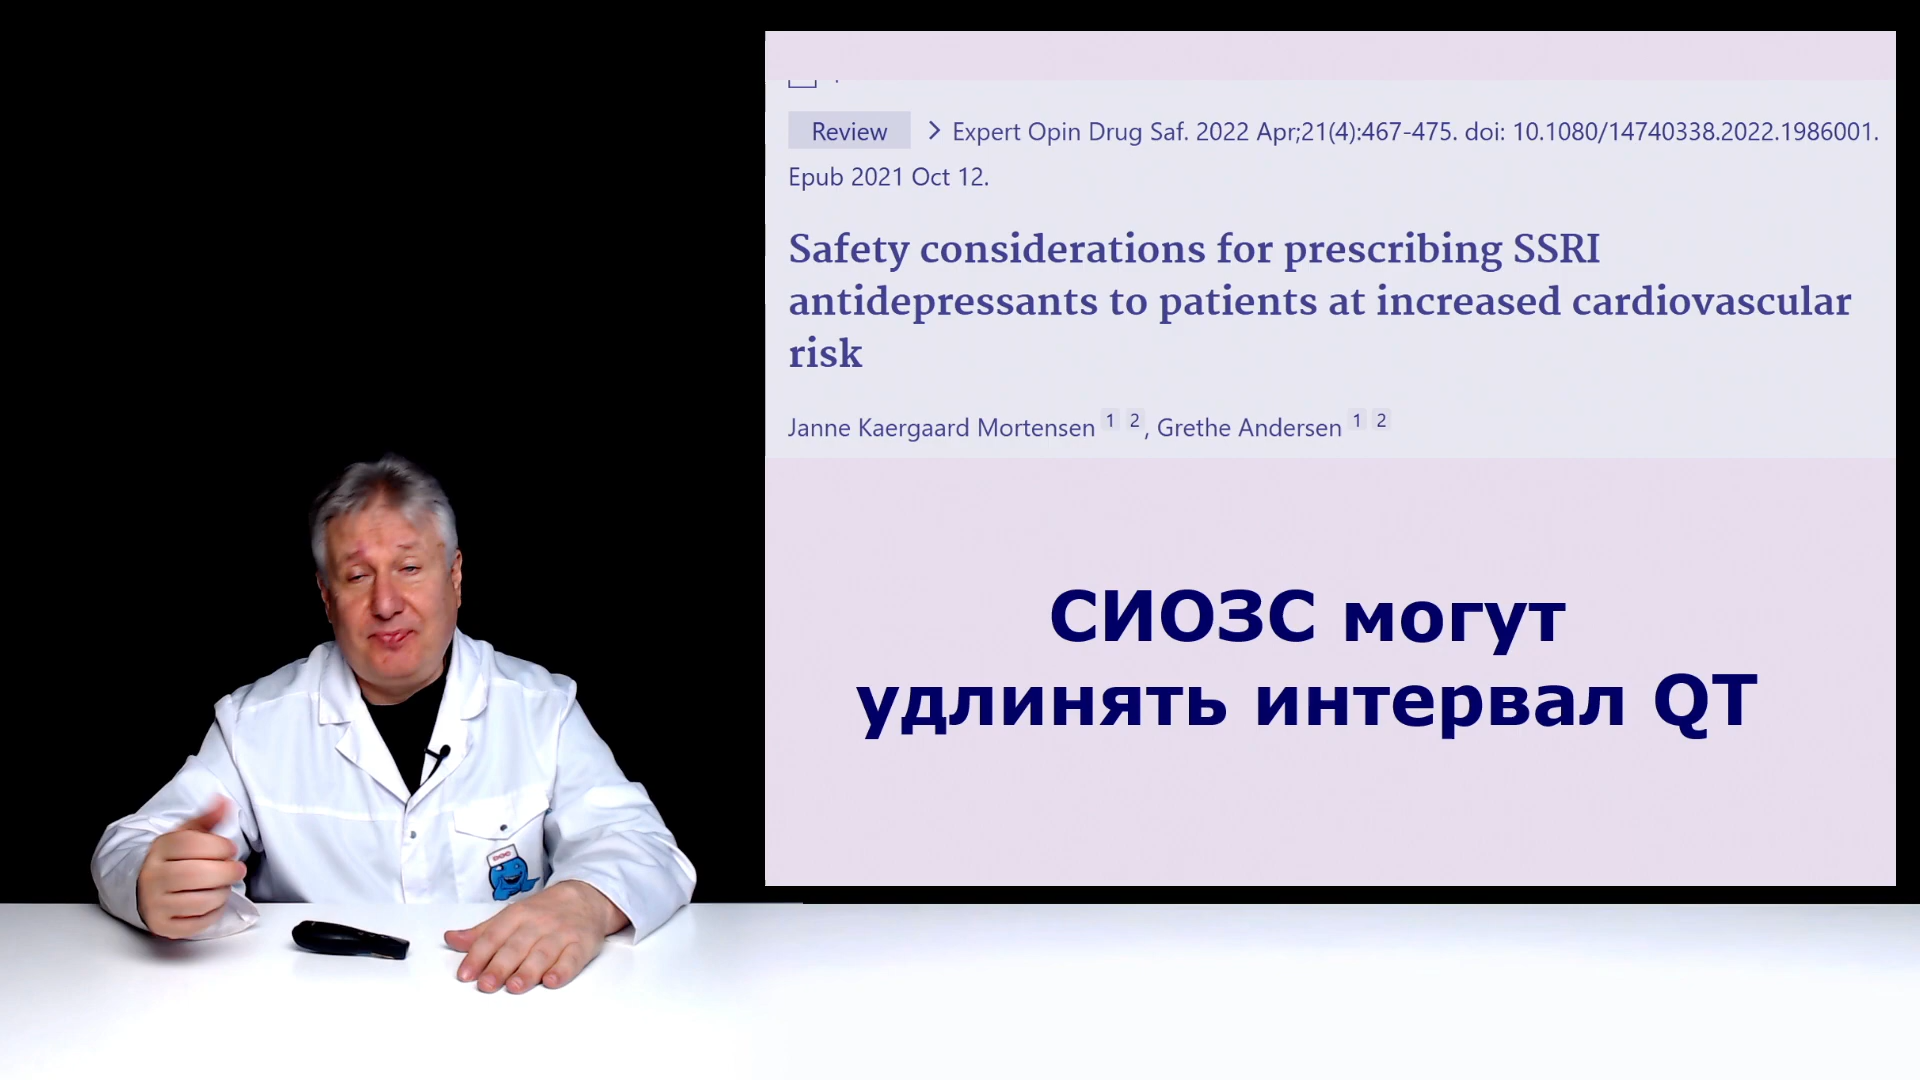 Review > Expert Opin Drug Saf. 2022 Apr;21(4):467-475. doi: 10.1080/14740338.2022.1986001.
Epub 2021 Oct 12.
Safety considerations for prescribing SSRI
antidepressants to patients at increased cardiovascular
risk
Janne Kaergaard Mortensen 1 2, Grethe Andersen 1 2
СИОЗС могут
удлинять интервал QT